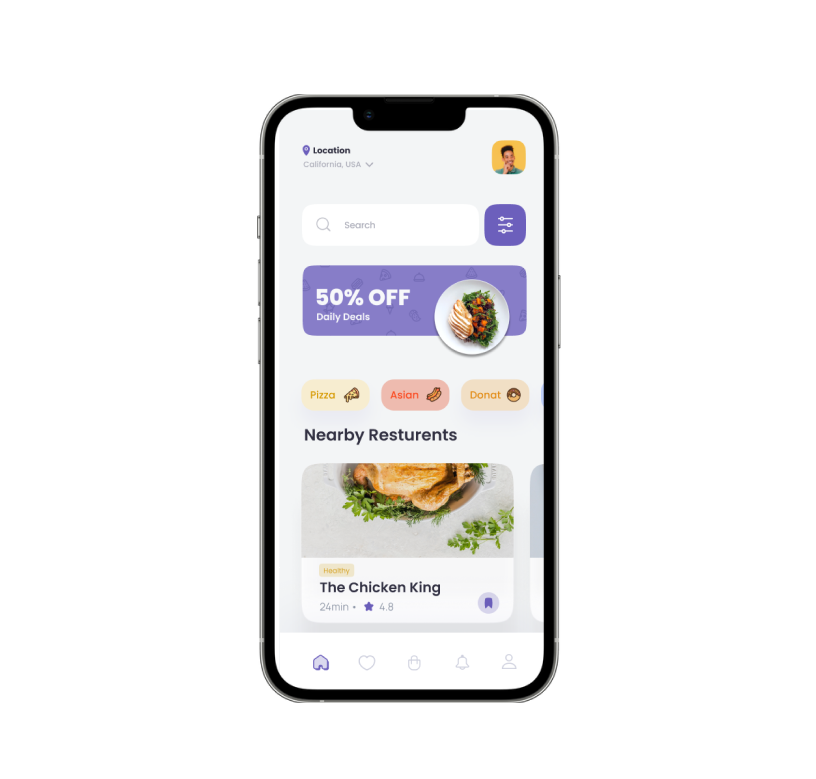 Location
California, USA
Search
50% OFF
Daily Deals
Pizza
Asian
Donat
Nearby Resturents
Healthy
The Chicken King
24min • 4.8